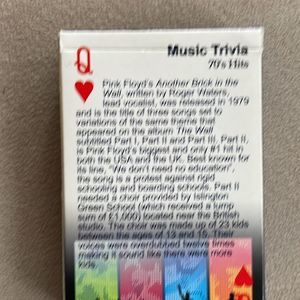 Q
Music Trivia
70's Hits
Pink Floyd's Another Brick in the
Wall, written by Roger Waters,
lead vocalist, was released in 1979
and is the title of three songs set to
variations of the same theme that
appeared on the album The Wall
subtitled Part I, Part II and Part III. Part II,
is Pink Floyd's biggest and only #1 hit in
both the USA and the UK. Best known for
its line, "We don't need no education",
the song is a protest against rigid
schooling and boarding schools. Part II
needed a choir provided by Islington
Green School (which received a lump
sum of £1,000) located near the British
studio. The choir was made up of 23 kids
between the ages of 13 and 15. Their
voices were overdubbed twelve times
making it sound like there were more
kids.